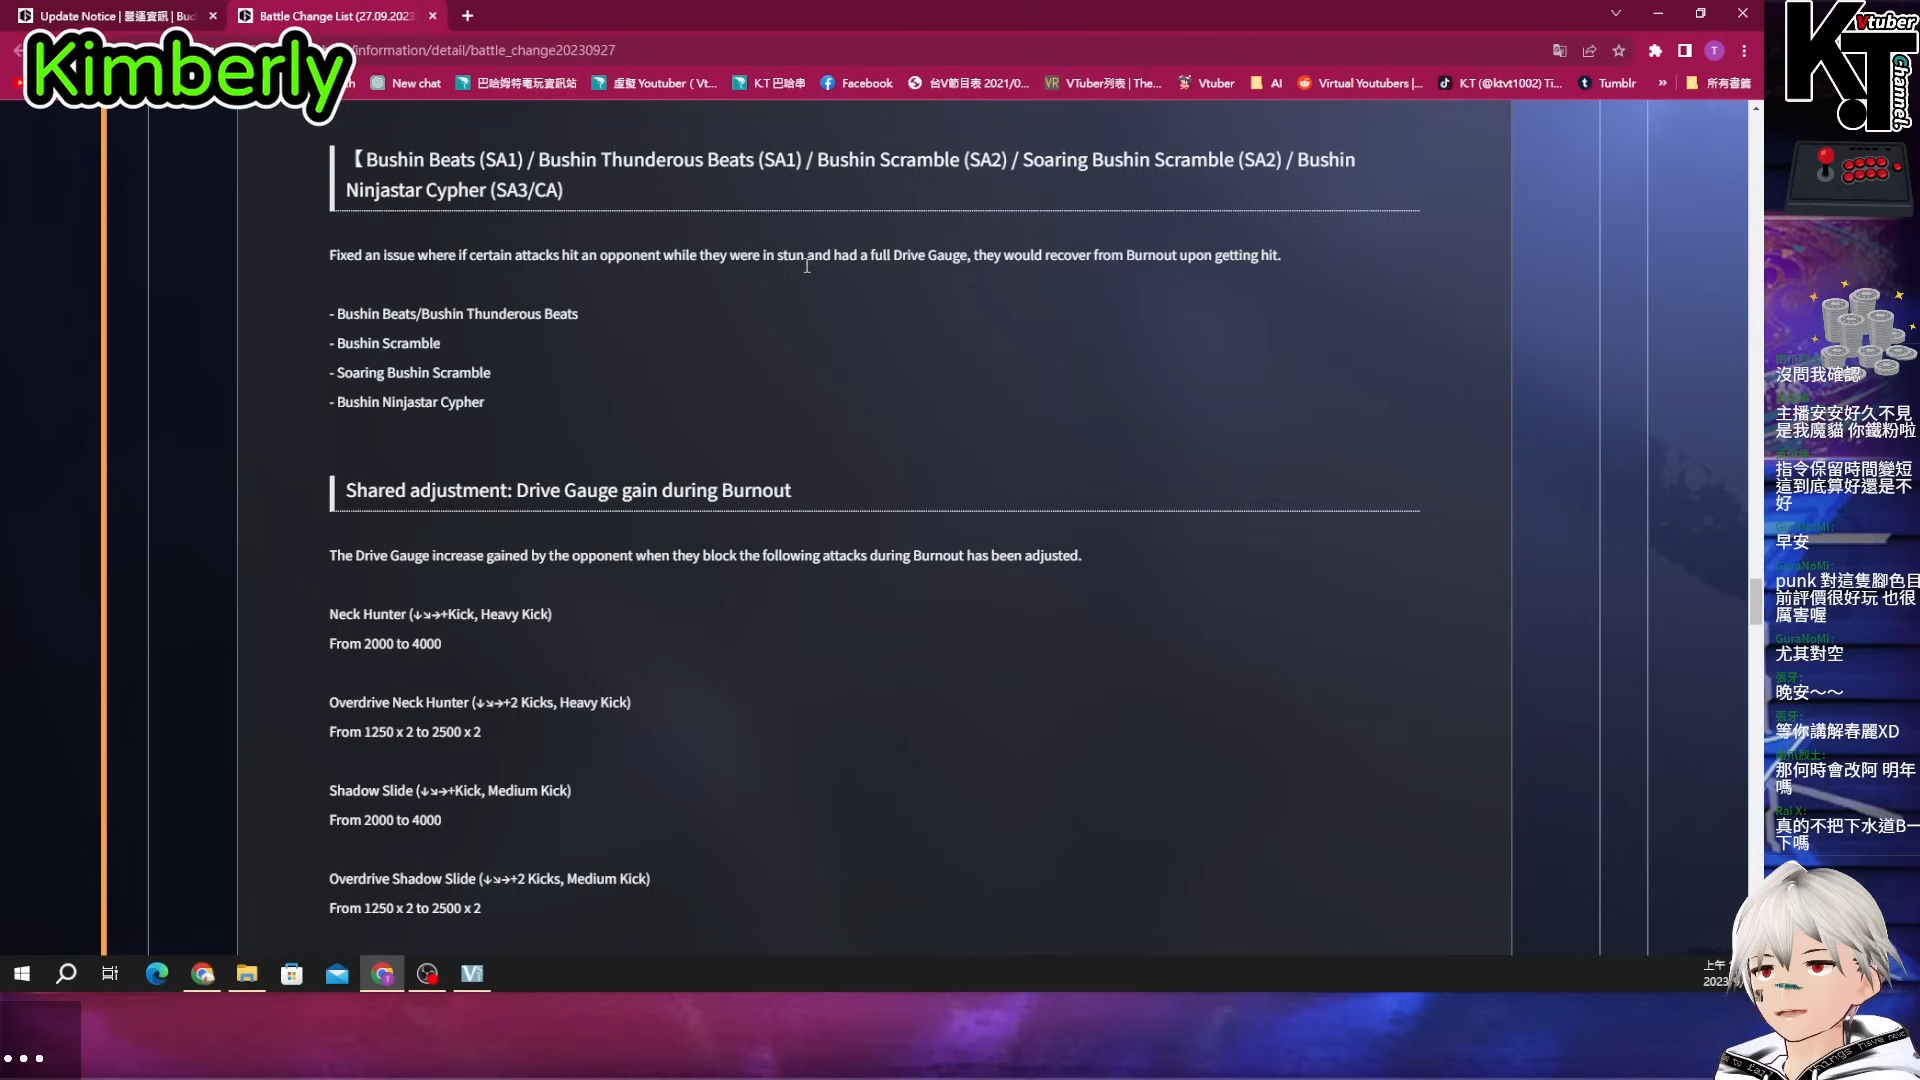 Update Notice | 營運資訊 | Buc
Battle Change List (27.09.2023
Kimberly
/information/detail/battle_change20230927
New chat
巴哈姆特電玩資訊站
虛擬 Youtuber ( Vt...
K.T 巴哈串
Facebook
台V節目表 2021/0...
VTuber列表 | The...
Vtuber
AI
Virtual Youtubers |...
K.T (@ktvt1002) Ti...
Tumblr
»
所有書籤
Vtuber
K.T
Channel.
【 Bushin Beats (SA1) / Bushin Thunderous Beats (SA1) / Bushin Scramble (SA2) / Soaring Bushin Scramble (SA2) / Bushin
Ninjastar Cypher (SA3/CA)
Fixed an issue where if certain attacks hit an opponent while they were in stun and had a full Drive Gauge, they would recover from Burnout upon getting hit.
- Bushin Beats/Bushin Thunderous Beats
- Bushin Scramble
- Soaring Bushin Scramble
- Bushin Ninjastar Cypher
Shared adjustment: Drive Gauge gain during Burnout
The Drive Gauge increase gained by the opponent when they block the following attacks during Burnout has been adjusted.
Neck Hunter (↓↘→+Kick, Heavy Kick)
From 2000 to 4000
Overdrive Neck Hunter (↓↘→+2 Kicks, Heavy Kick)
From 1250 x 2 to 2500 x 2
Shadow Slide (↓↘→+Kick, Medium Kick)
From 2000 to 4000
Overdrive Shadow Slide (↓↘→+2 Kicks, Medium Kick)
From 1250 x 2 to 2500 x 2
沒問我確認
主播安安好久不見
是我魔貓 你鐵粉啦
指令保留時間變短
這到底算好還是不
好
GuraNoMi:
早安
GuraNoMi:
punk 對這隻腳色目
前評價很好玩 也很
厲害喔
GuraNoMi:
尤其對空
張牙:
晚安～～
張牙:
等你講解春麗XD
那何時會改阿 明年
嗎
Rai X:
真的不把下水道B一
下嗎
上午
2023
...